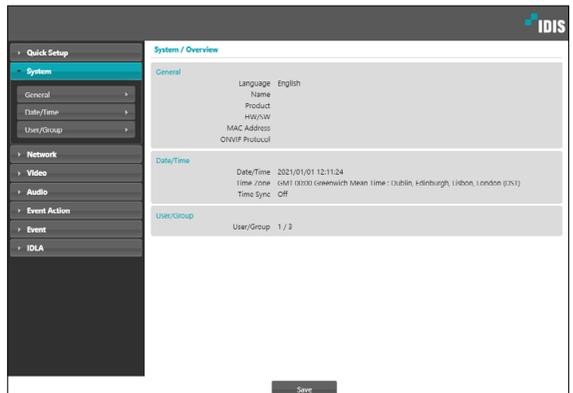 IDIS
Quick Setup
System
General
Date/Time
User/Group
Network
Video
Audio
Event Action
Event
IDLA
System / Overview
General
Language English
Name
Product
HW/SW
MAC Address
ONVIF Protocol
Date/Time
Date/Time 2021/01/01 12:11:24
Time Zone GMT 00:00 Greenwich Mean Time : Dublin, Edinburgh, Lisbon, London (DST)
Time Sync Off
User/Group
User/Group 1 / 3
Save